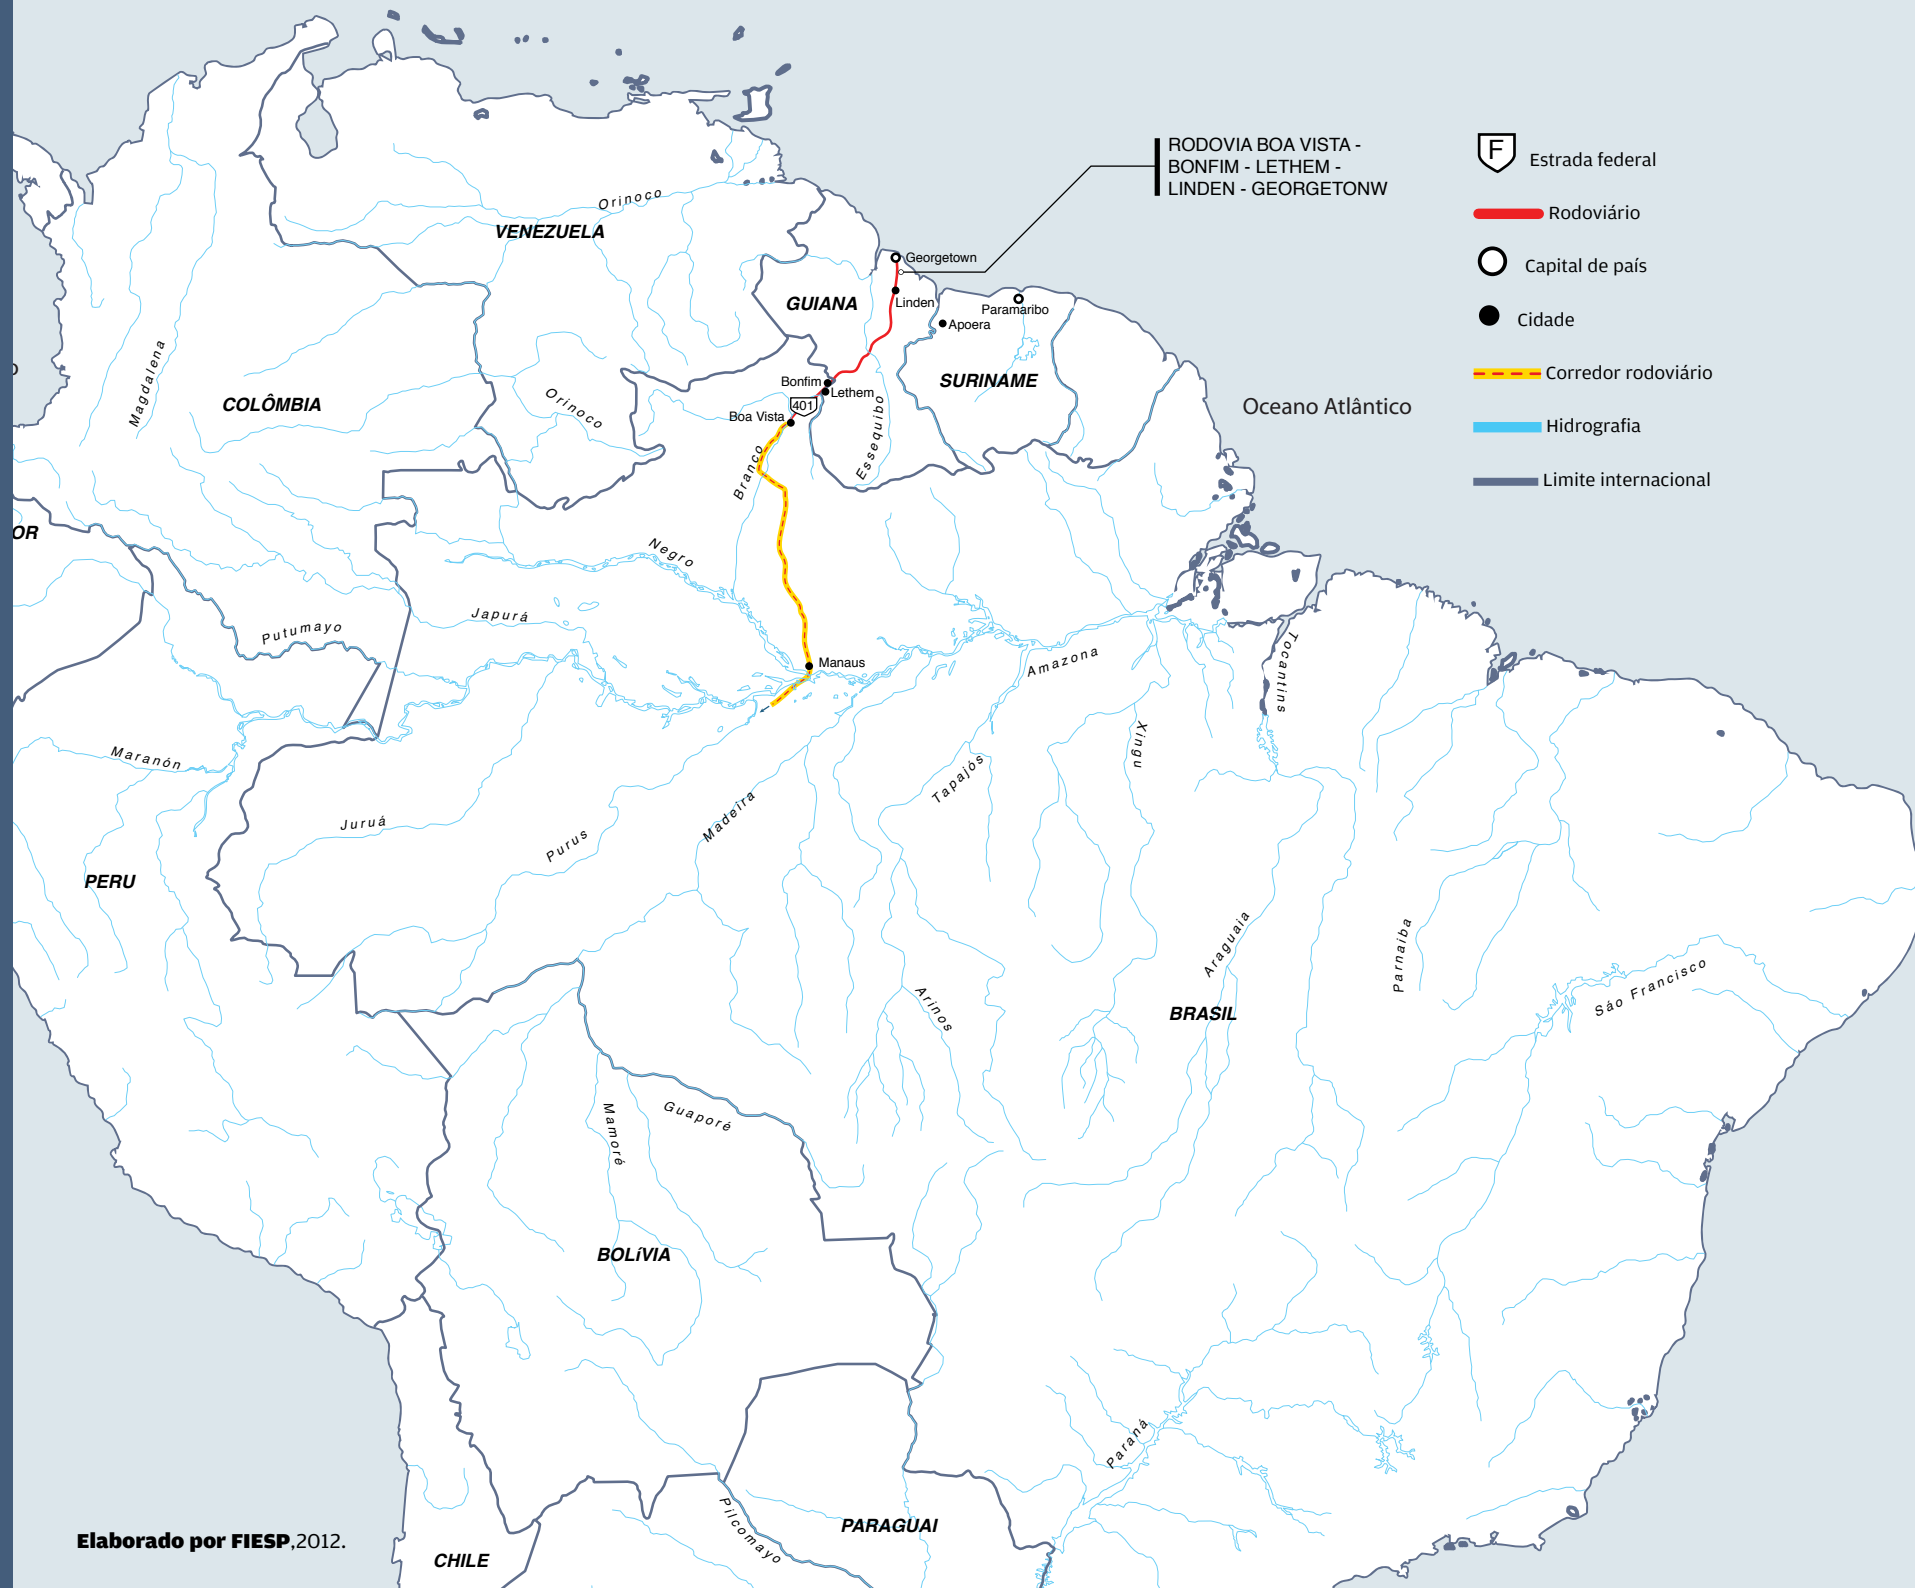 RODOVIA BOA VISTA -
BONFIM - LETHEM -
LINDEN - GEORGETONW
F
Estrada federal
Rodoviário
Capital de país
Cidade
Corredor rodoviário
Hidrografia
Limite internacional
Orinoco
VENEZUELA
Georgetown
GUIANA
Linden
Paramaribo
Apoera
Magdalena
COLÔMBIA
Orinoco
Bonfim
Lethem
SURINAME
401
Boa Vista
Essequibo
Oceano Atlântico
Branco
OR
Negro
Japurá
Putumayo
Manaus
Amazona
Tocantins
Maranón
Xingu
Tapajós
Juruá
Purus
Madeira
PERU
Araguaia
Parnaiba
São Francisco
Arinos
BRASIL
Mamoré
Guaporé
BOLíVIA
Paraná
Pilcomayo
PARAGUAI
Elaborado por FIESP,2012.
CHILE